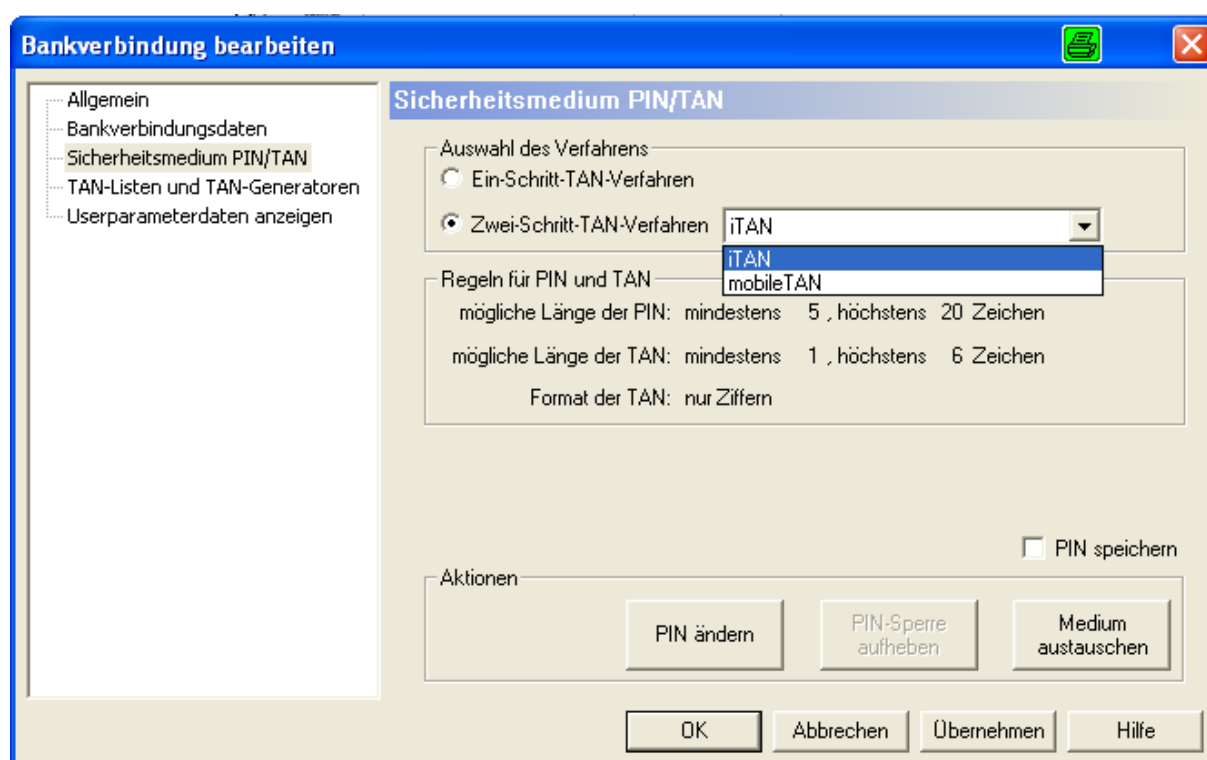 Bankverbindung bearbeiten
Allgemein
Bankverbindungsdaten
Sicherheitsmedium PIN/TAN
TAN-Listen und TAN-Generatoren
Userparameterdaten anzeigen
Sicherheitsmedium PIN/TAN
Auswahl des Verfahrens
Ein-Schritt-TAN-Verfahren
Zwei-Schritt-TAN-Verfahren iTAN
iTAN
mobileTAN
Regeln für PIN und TAN
mögliche Länge der PIN: mindestens 5 , höchstens 20 Zeichen
mögliche Länge der TAN: mindestens 1 , höchstens 6 Zeichen
Format der TAN: nur Ziffern
PIN speichern
Aktionen
PIN ändern
PIN-Sperre
aufheben
Medium
austauschen
OK Abbrechen Übernehmen Hilfe